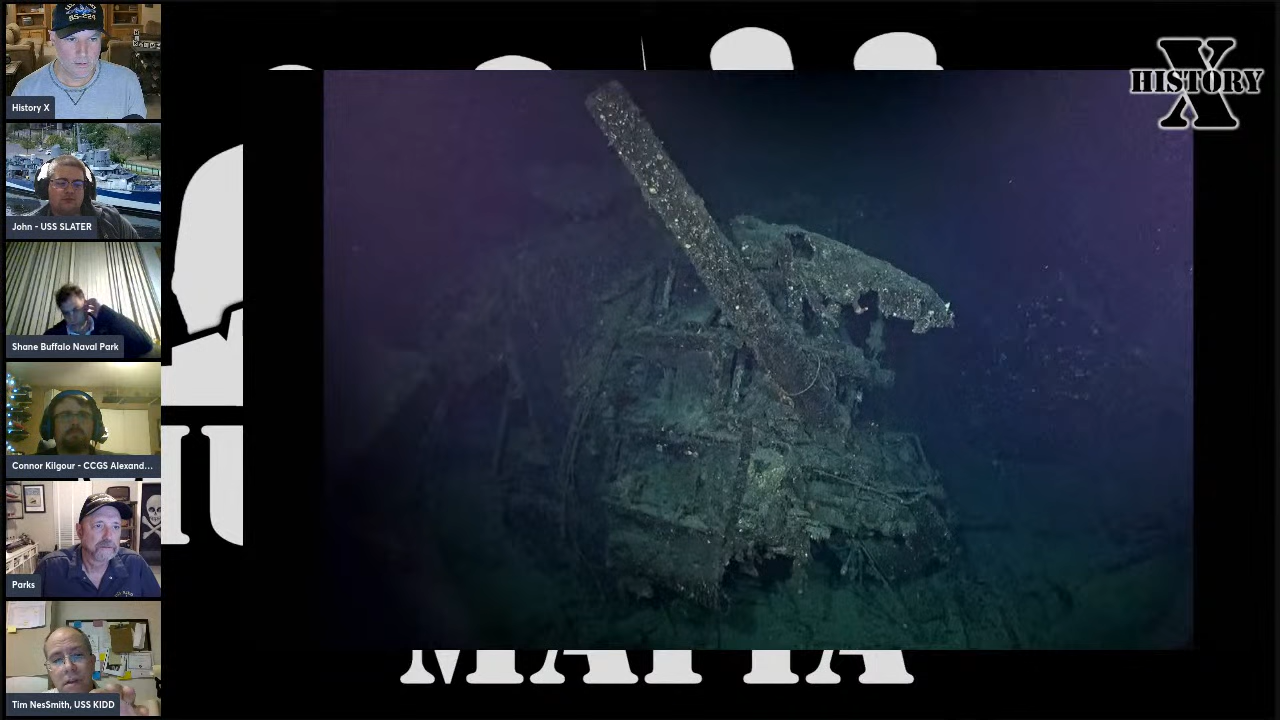 History X
John - USS SLATER
Shane Buffalo Naval Park
Connor Kilgour - CCGS Alexand...
Parks
Tim NesSmith, USS KIDD
X
HISTORY
MAFIA